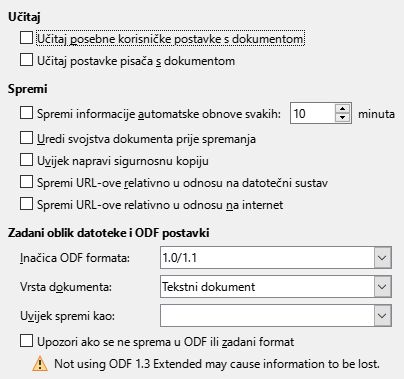 Učitaj
Učitaj posebne korisničke postavke s dokumentom
Učitaj postavke pisača s dokumentom
Spremi
Spremi informacije automatske obnove svakih: 10 minuta
Uredi svojstva dokumenta prije spremanja
Uvijek napravi sigurnosnu kopiju
Spremi URL-ove relativno u odnosu na datotečni sustav
Spremi URL-ove relativno u odnosu na internet
Zadani oblik datoteke i ODF postavki
Inačica ODF formata: 1.0/1.1
Vrsta dokumenta: Tekstni dokument
Uvijek spremi kao:
Upozori ako se ne sprema u ODF ili zadani format
Not using ODF 1.3 Extended may cause information to be lost.